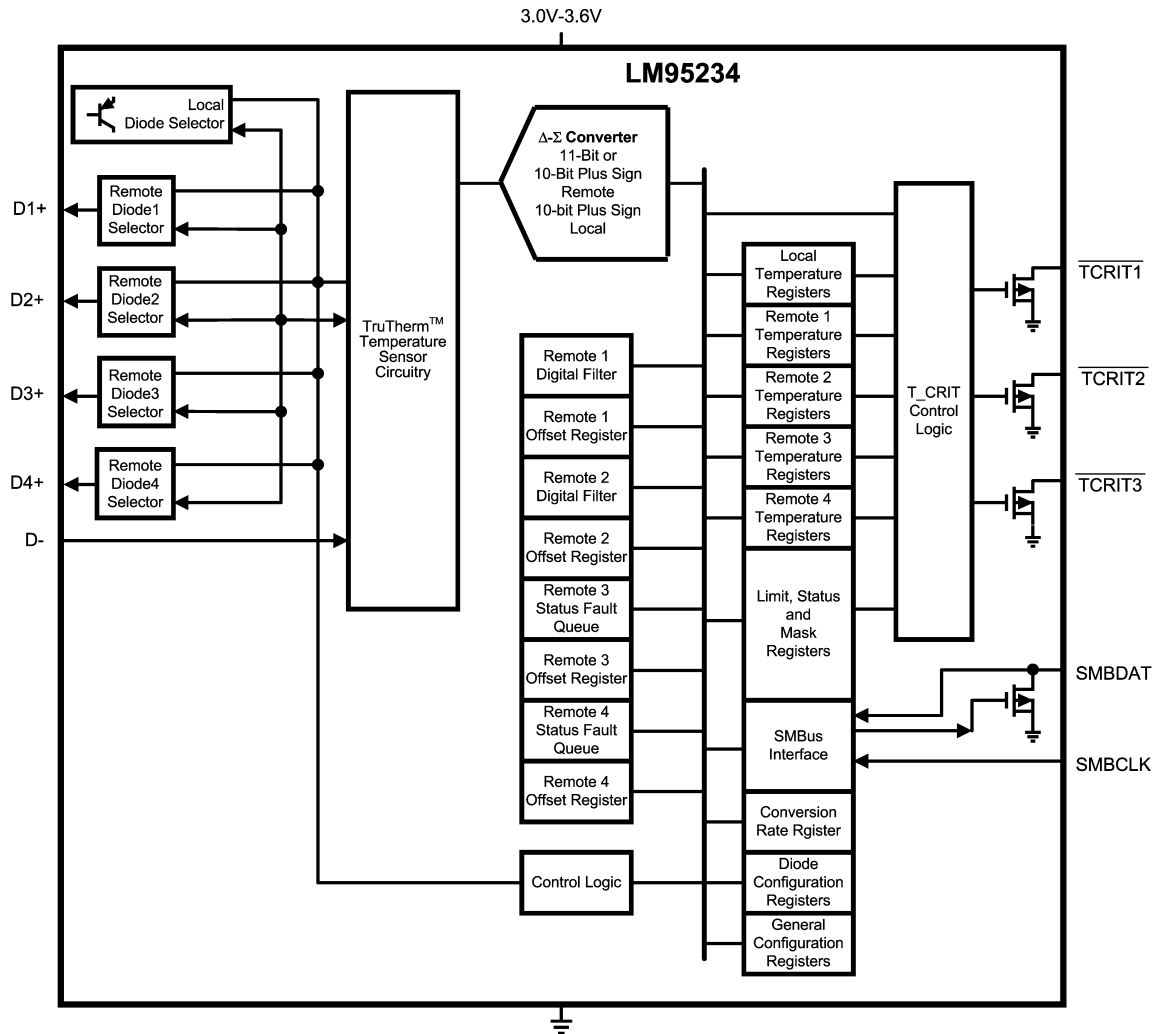 3.0V-3.6V
LM95234
Local
Diode Selector
D1+
Remote
Diode1
Selector
D2+
Remote
Diode2
Selector
D3+
Remote
Diode3
Selector
D4+
Remote
Diode4
Selector
D-
TruTherm™
Temperature
Sensor
Circuitry
Δ-Σ Converter
11-Bit or
10-Bit Plus Sign
Remote
10-bit Plus Sign
Local
Remote 1
Digital Filter
Remote 1
Offset Register
Remote 2
Digital Filter
Remote 2
Offset Register
Remote 3
Status Fault
Queue
Remote 3
Offset Register
Remote 4
Status Fault
Queue
Remote 4
Offset Register
Control Logic
Local
Temperature
Registers
Remote 1
Temperature
Registers
Remote 2
Temperature
Registers
Remote 3
Temperature
Registers
Remote 4
Temperature
Registers
Limit, Status
and
Mask
Registers
SMBus
Interface
Conversion
Rate Rgister
Diode
Configuration
Registers
General
Configuration
Registers
T_CRIT
Control
Logic
TCRIT1
TCRIT2
TCRIT3
SMBDAT
SMBCLK